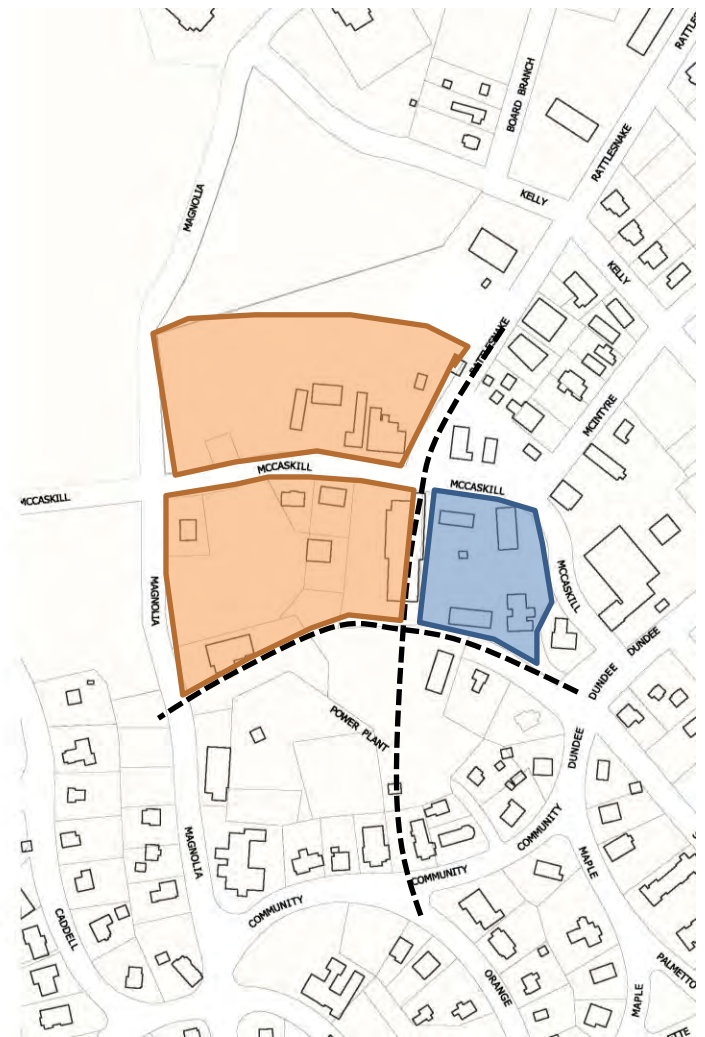 RATTLE
BOARD BRANCH
RATTLESNAKE
KELLY
MAGNOLIA
KELLY
RATTLESNAKE
MCINTYRE
MCCASKILL
MCCASKILL
MCCASKILL
MCCASKILL
MAGNOLIA
DUNDEE
DUNDEE
POWER PLANT
DUNDEE
MAGNOLIA
COMMUNITY
MAPLE
COMMUNITY
COMMUNITY
CADDELL
ORANGE
PALMETTO
MAPLE